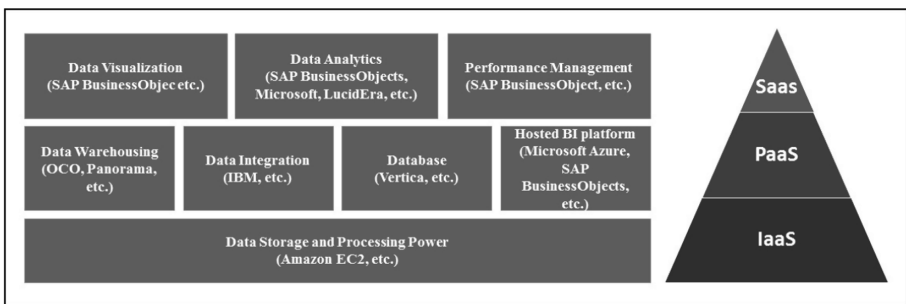 Data Visualization
(SAP BusinessObjec etc.)
Data Analytics
(SAP BusinessObjects,
Microsoft, LucidEra, etc.)
Performance Management
(SAP BusinessObject, etc.)
Saas
Data Warehousing
(OCO, Panorama,
etc.)
Data Integration
(IBM, etc.)
Database
(Vertica, etc.)
Hosted BI platform
(Microsoft Azure,
SAP
BusinessObjects,
etc.)
PaaS
Data Storage and Processing Power
(Amazon EC2, etc.)
IaaS